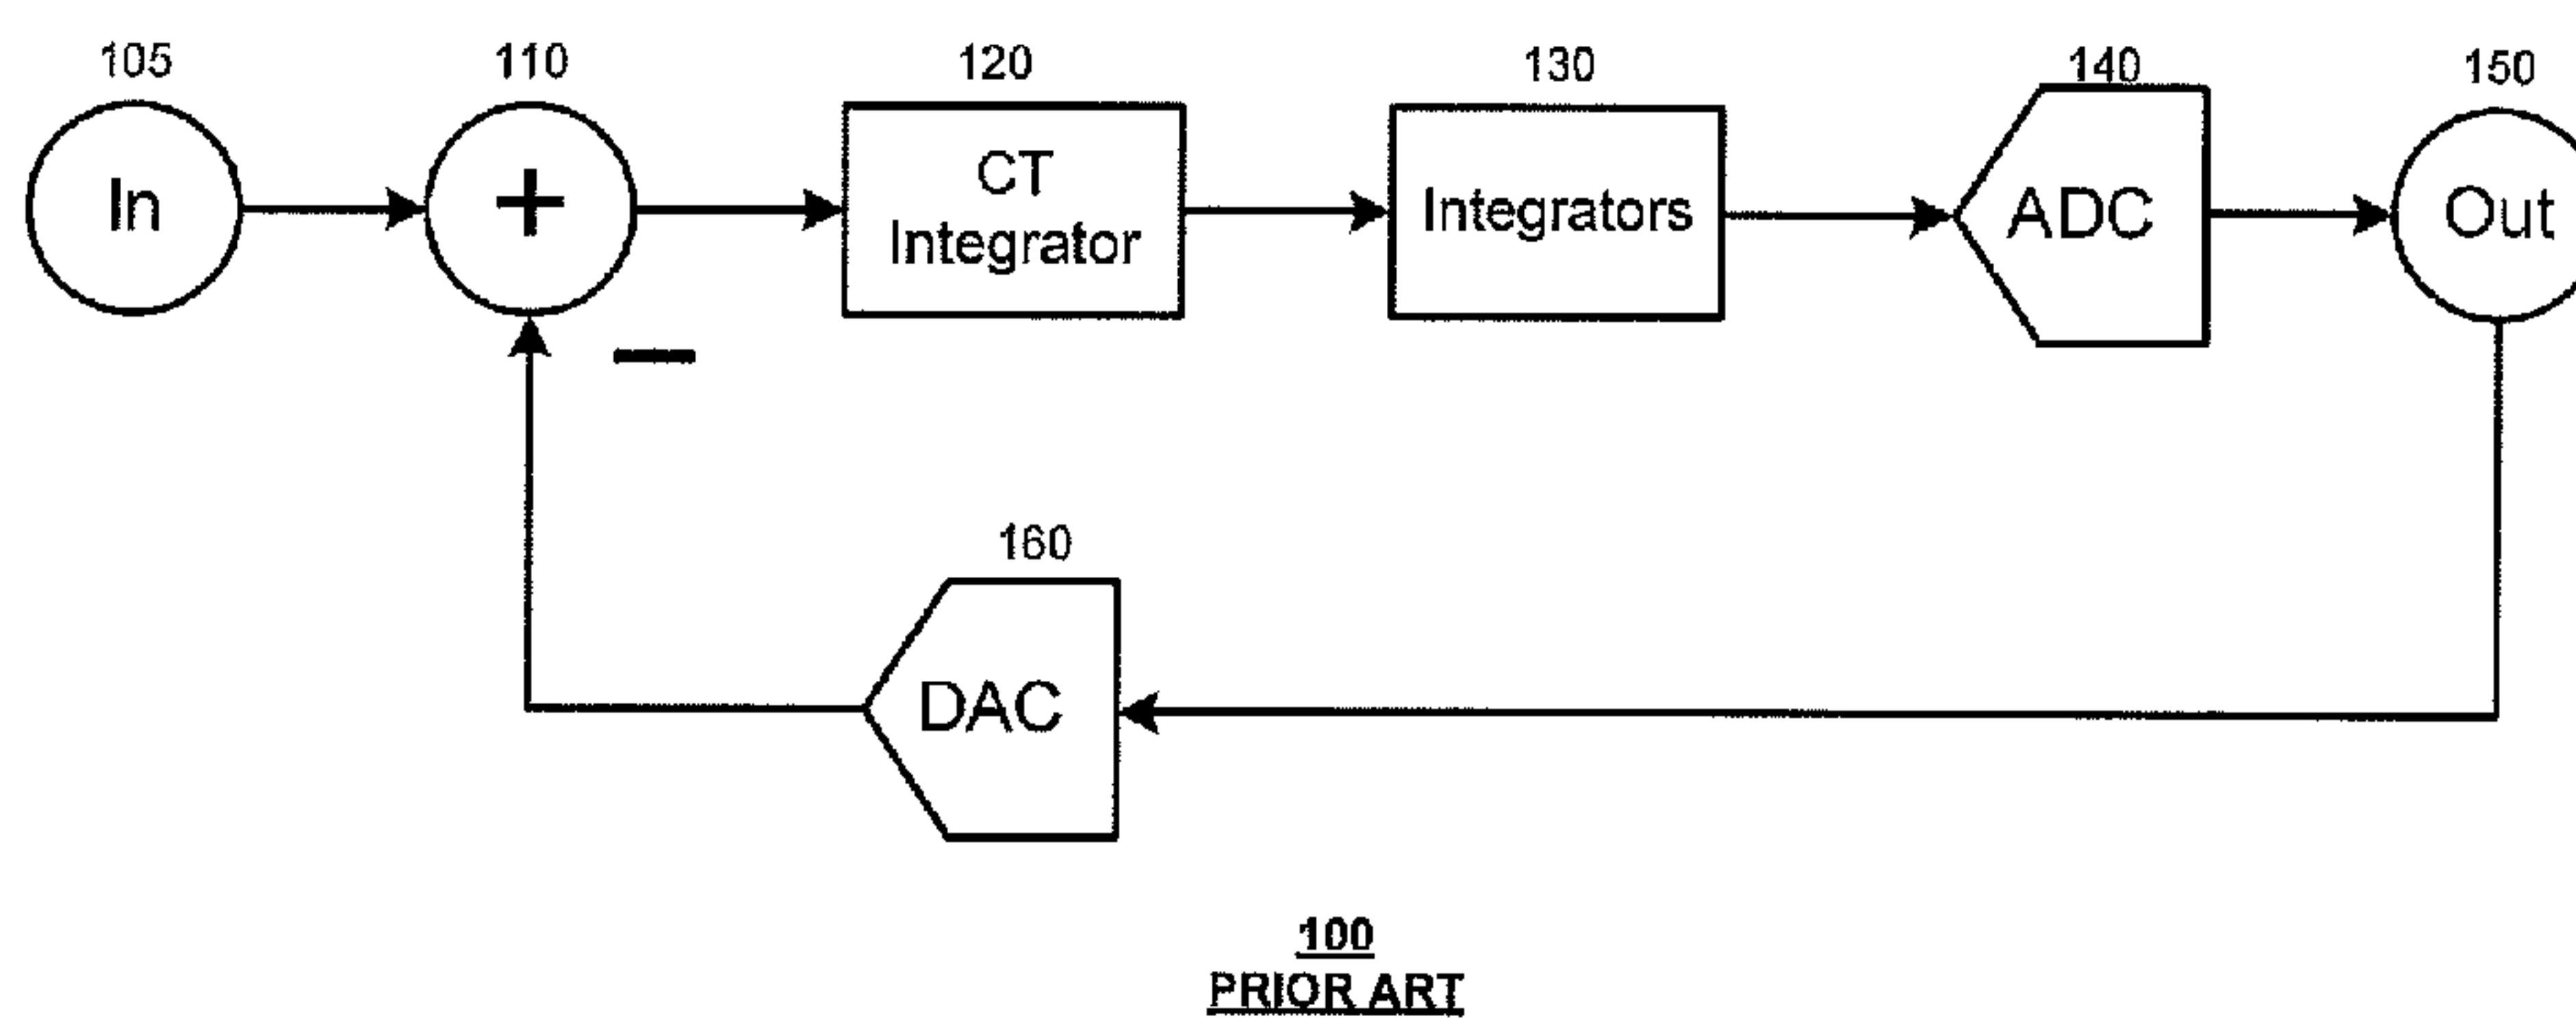 105
110
120
130
140
150
In
+
CT
Integrator
Integrators
ADC
Out
—
160
DAC
100
PRIOR ART